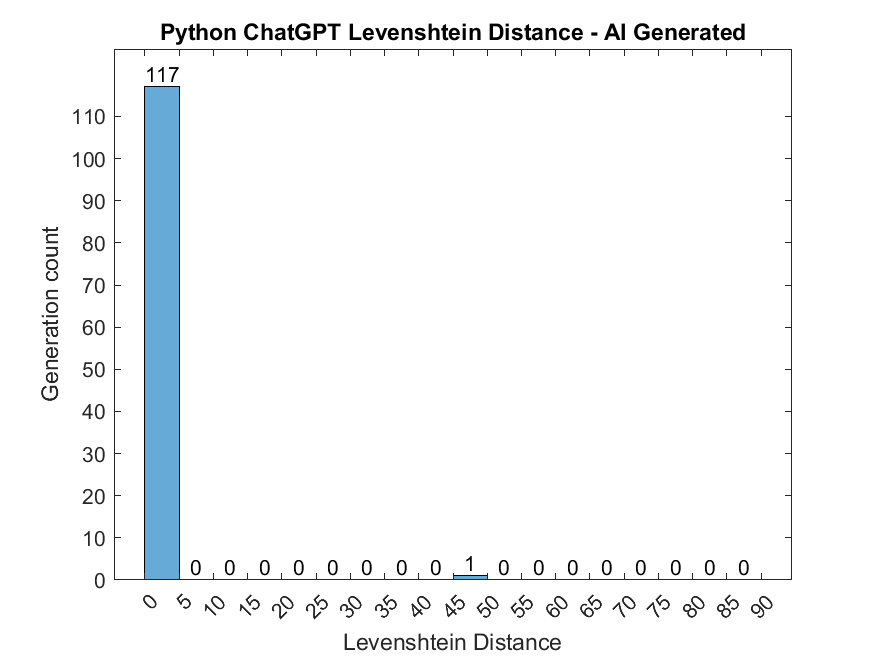 Python ChatGPT Levenshtein Distance - AI Generated
117
110
100
90
80
70
60
50
40
30
20
10
0
Generation count
0 0 0 0 0 0 0 0 1 0 0 0 0 0 0 0 0
0 5 10 15 20 25 30 35 40 45 50 55 60 65 70 75 80 85 90
Levenshtein Distance